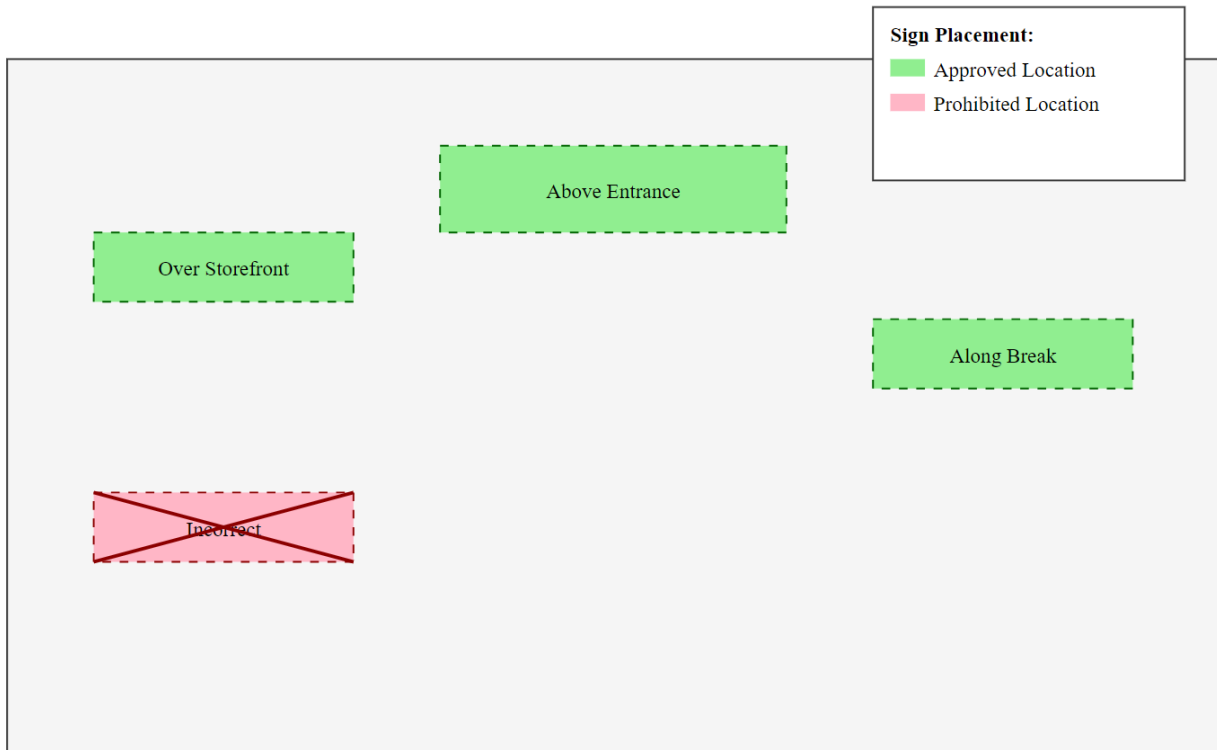 Sign Placement:
Approved Location
Prohibited Location
Above Entrance
Over Storefront
Along Break
Incorrect